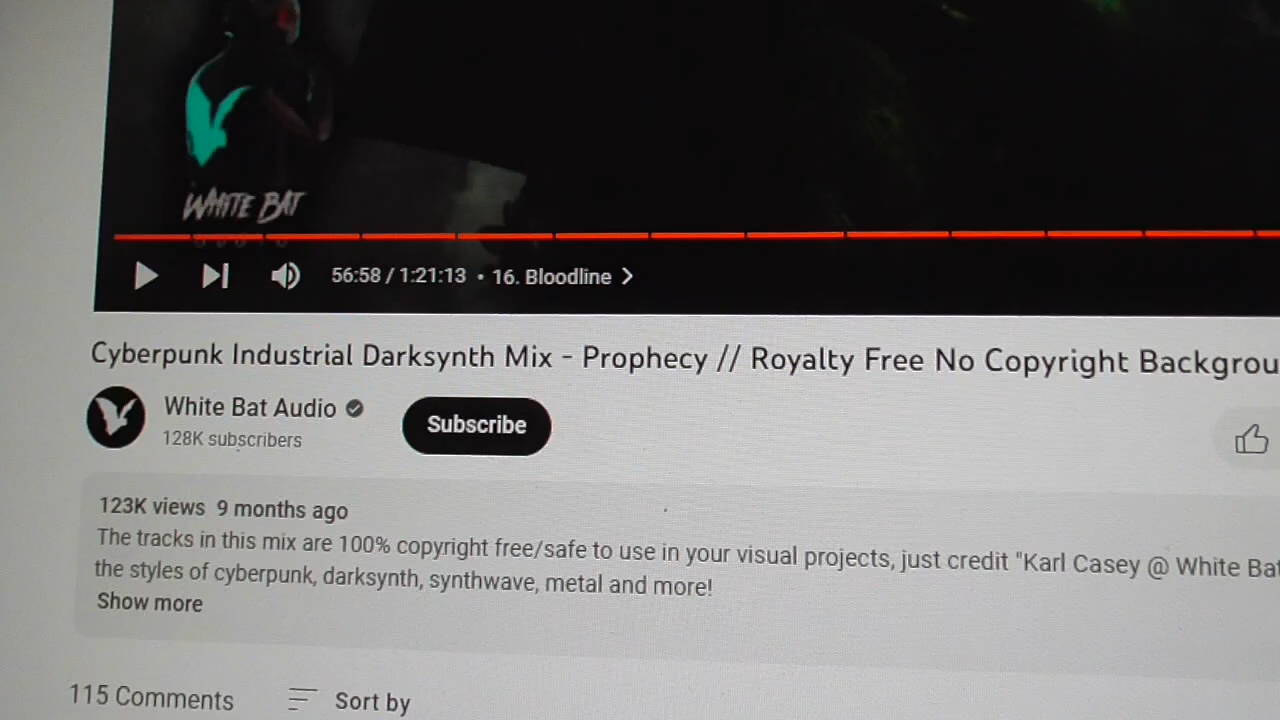 WHITE BAT
56:58 / 1:21:13 • 16. Bloodline
Cyberpunk Industrial Darksynth Mix - Prophecy // Royalty Free No Copyright Backgrou
White Bat Audio
128K subscribers
Subscribe
123K views 9 months ago
The tracks in this mix are 100% copyright free/safe to use in your visual projects, just credit "Karl Casey @ White Bat
the styles of cyberpunk, darksynth, synthwave, metal and more!
Show more
115 Comments
Sort by